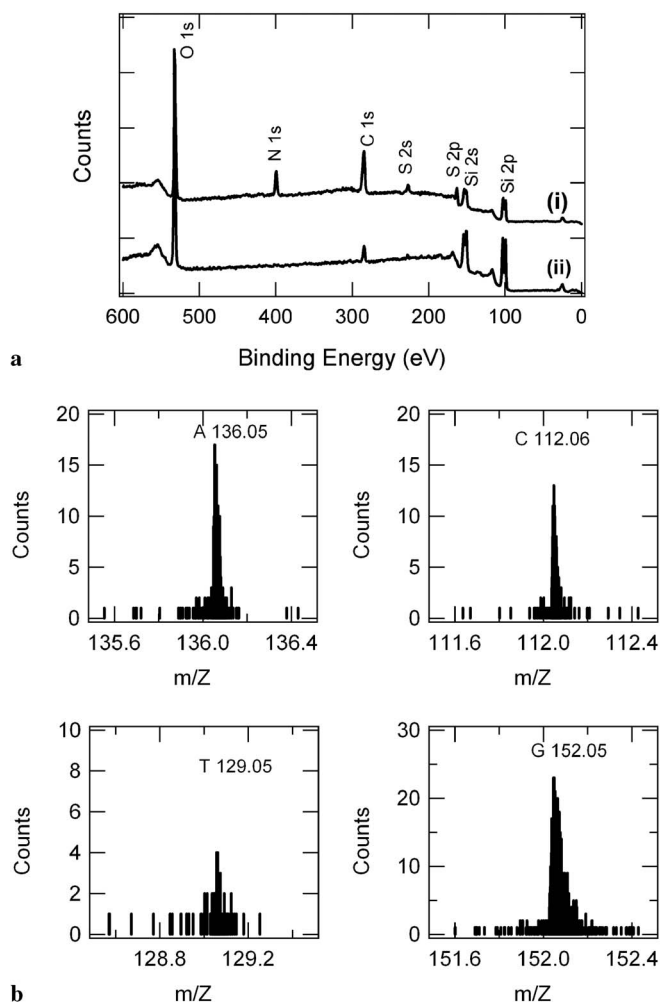 O 1s
N 1s
C 1s
S 2s
S 2p
Si 2s
Si 2p
Counts
(i)
(ii)
600 500 400 300 200 100 0
Binding Energy (eV)
a
20
15
10
5
0
Counts
A 136.05
135.6 136.0 136.4
m/Z
20
15
10
5
0
Counts
C 112.06
111.6 112.0 112.4
m/Z
10
8
6
4
2
0
Counts
T 129.05
128.8 129.2
m/Z
30
20
10
0
Counts
G 152.05
151.6 152.0 152.4
m/Z
b